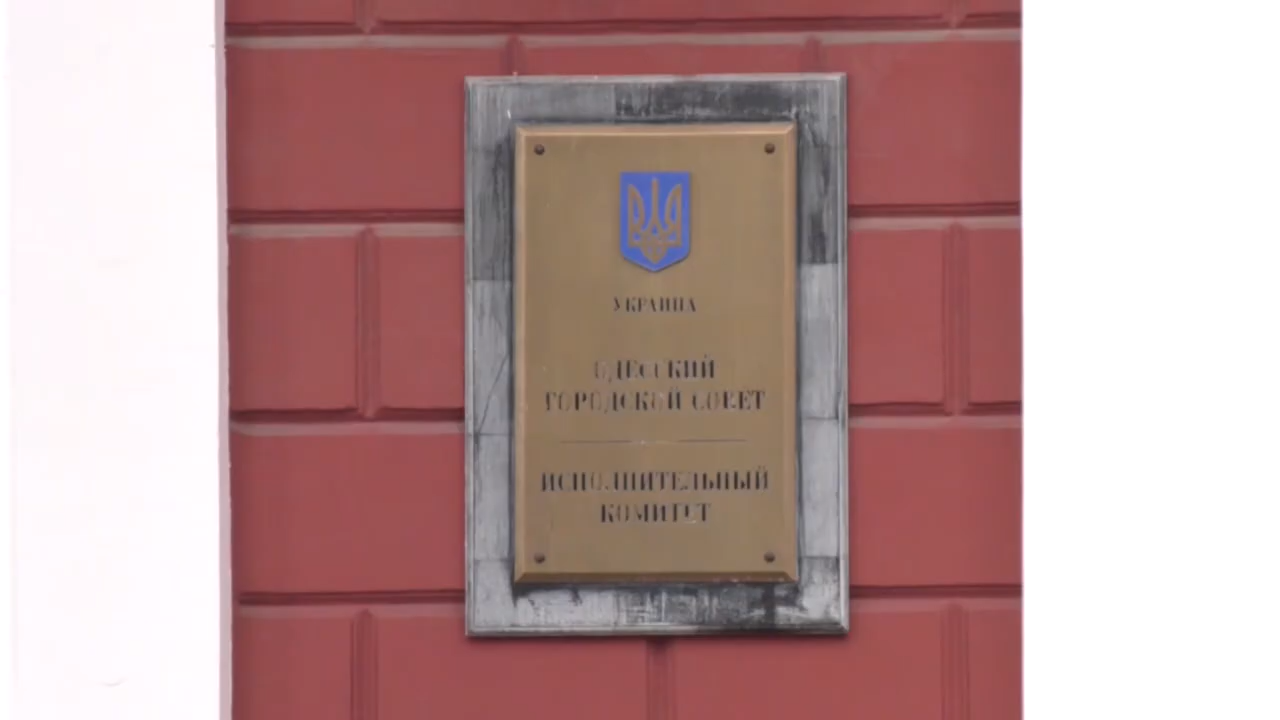 УКРАИНА
ОДЕССКИЙ
ГОРОДСКОЙ СОВЕТ
ИСПОЛНИТЕЛЬНЫЙ
КОМИТЕТ